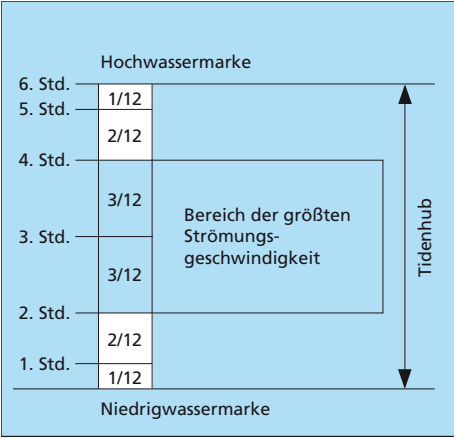 Hochwassermarke
6. Std.
1/12
5. Std.
2/12
4. Std.
3/12
Bereich der größten
Strömungs-
geschwindigkeit
3. Std.
3/12
2. Std.
2/12
1. Std.
1/12
Niedrigwassermarke
Tidenhub